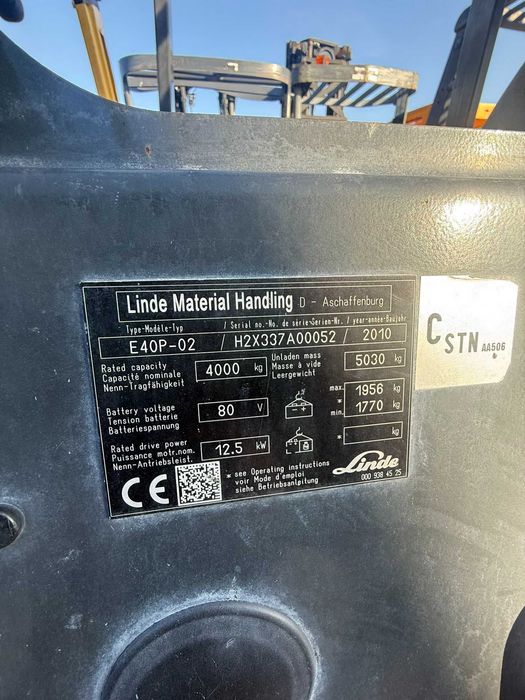 Linde Material Handling D - Aschaffenburg
Type-Modèle-Typ / Serial no.-No. de série-Serien-Nr. / year-année-Baujahr
E40P-02 / H2X337A00052 / 2010
Rated capacity
Capacité nominale
Nenn-Tragfähigkeit
4000 kg
Unladen mass
Masse à vide
Leergewicht
5030 kg
Battery voltage
Tension batterie
Batteriespannung
80 V
max. 1956 kg
* min. 1770 kg
Rated drive power
Puissance motr.nom.
Nenn-Antriebsleist.
12.5 kW
* kg
CE
* see Operating instructions
voir Mode d'emploi
siehe Betriebsanlpitung
Linde
000 938 45 25
CSTN AA506